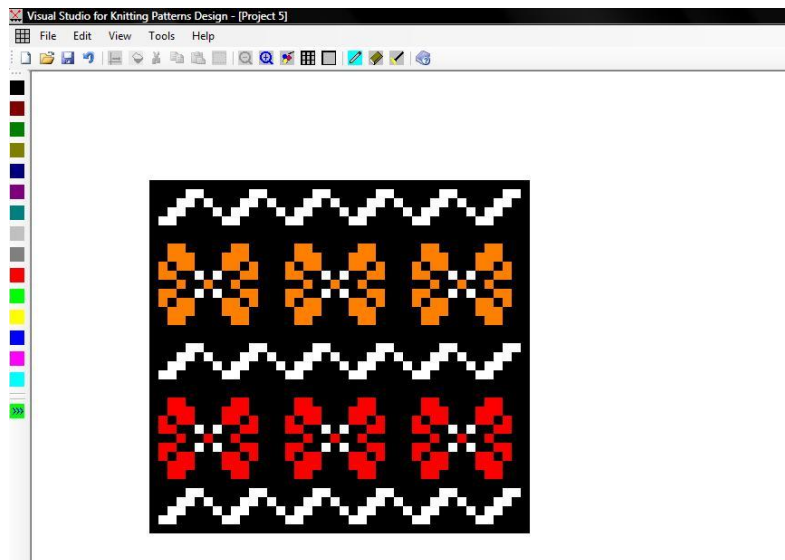 Visual Studio for Knitting Patterns Design - [Project 5]
File Edit View Tools Help